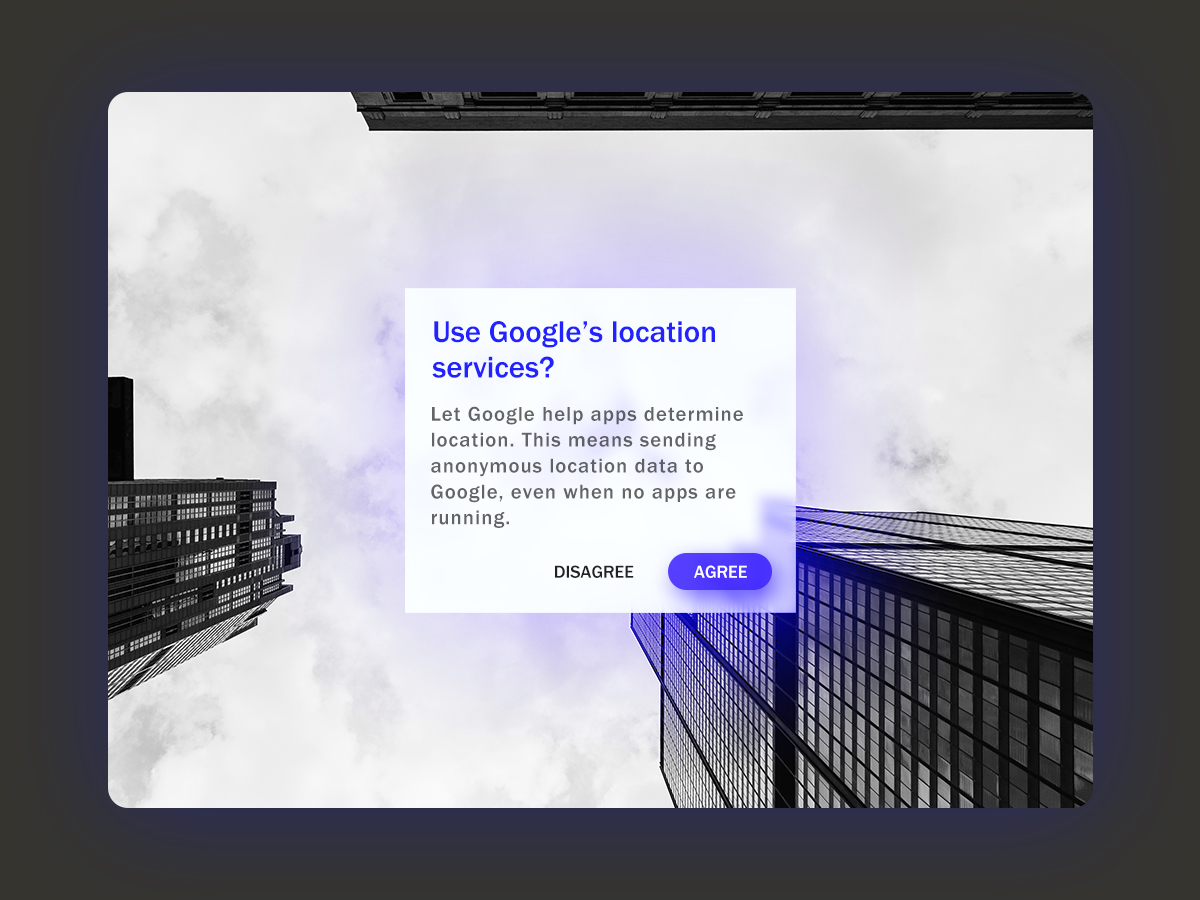 Use Google’s location
services?
Let Google help apps determine
location. This means sending
anonymous location data to
Google, even when no apps are
running.
DISAGREE
AGREE